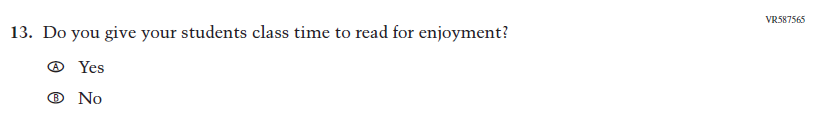 VR587565
13. Do you give your students class time to read for enjoyment?
Ⓐ Yes
Ⓑ No